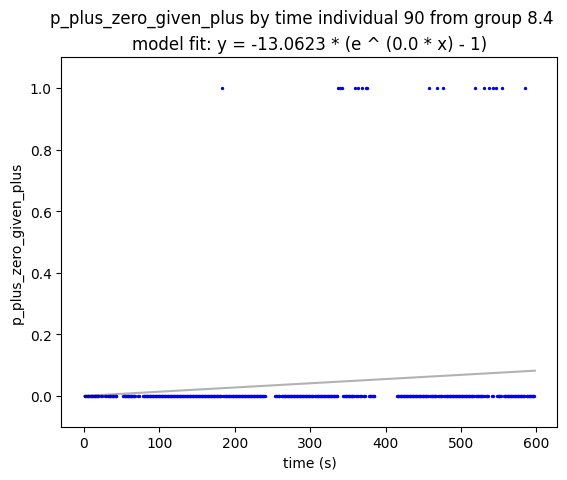 p_plus_zero_given_plus by time individual 90 from group 8.4
model fit: y = -13.0623 * (e ^ (0.0 * x) - 1)
1.0
0.8
0.6
0.4
0.2
0.0
p_plus_zero_given_plus
0 100 200 300 400 500 600
time (s)